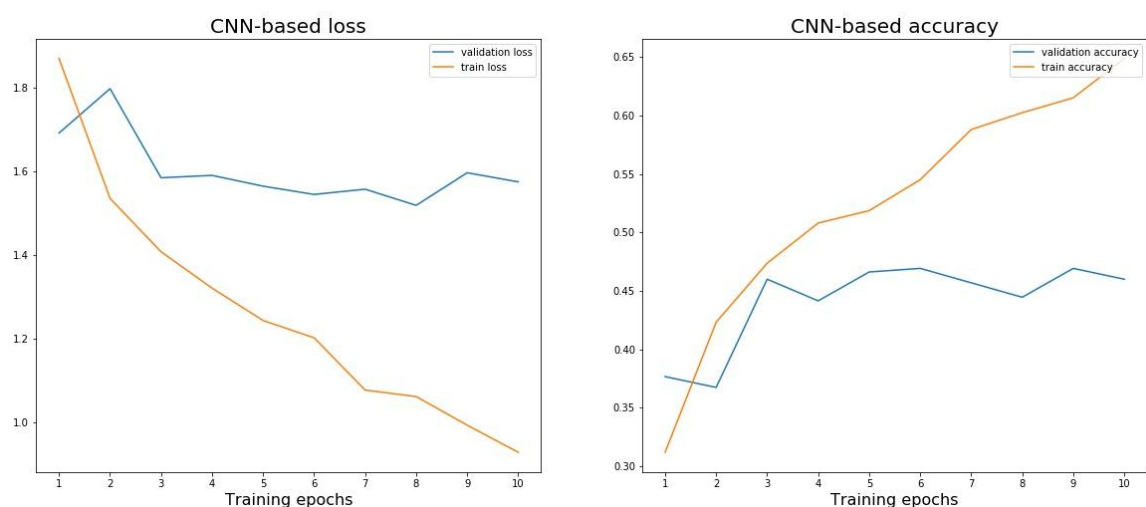 CNN-based loss
validation loss
train loss
1.8
1.6
1.4
1.2
1.0
1 2 3 4 5 6 7 8 9 10
Training epochs
CNN-based accuracy
validation accuracy
train accuracy
0.65
0.60
0.55
0.50
0.45
0.40
0.35
0.30
1 2 3 4 5 6 7 8 9 10
Training epochs